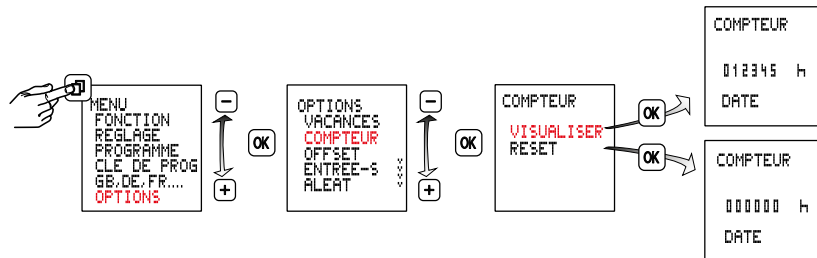 MENU
FONCTION
REGLAGE
PROGRAMME
CLE DE PROG
GB,DE,FR....
OPTIONS
−
+
OK
OPTIONS
VACANCES
COMPTEUR
OFFSET
ENTREE-S
ALEAT
−
+
OK
COMPTEUR
VISUALISER
RESET
OK
OK
COMPTEUR
012345 h
DATE
COMPTEUR
000000 h
DATE